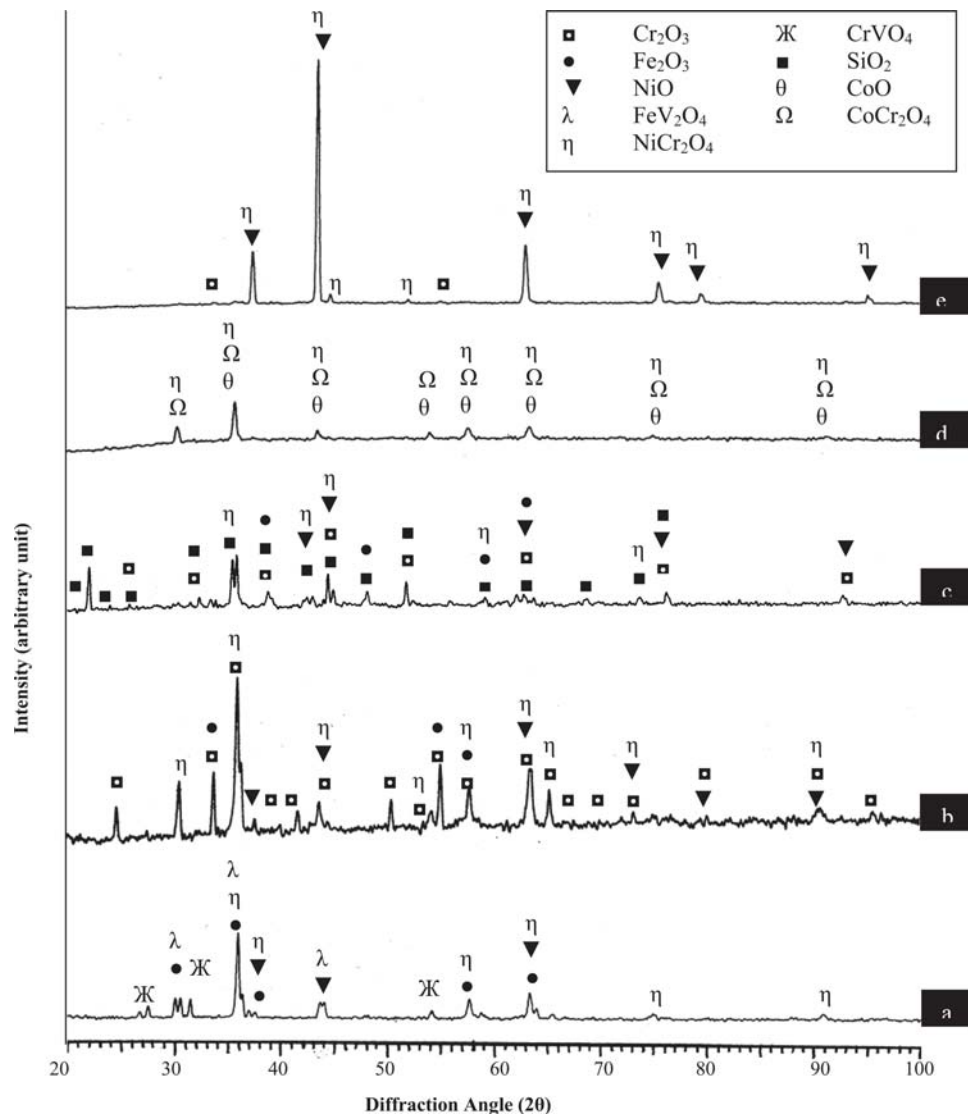 Cr₂O₃ Ж CrVO₄
Fe₂O₃ SiO₂
NiO θ CoO
λ FeV₂O₄ Ω CoCr₂O₄
η NiCr₂O₄
η
η η η η η
η η
e
η η η η η η η
η Ω Ω Ω Ω Ω Ω Ω Ω
Ω θ θ θ θ θ θ θ
d
η
η η η η
c
η
η η η
η η η η
b
λ
λ η η λ η η
Ж Ж Ж η η
a
20 30 40 50 60 70 80 90 100
Diffraction Angle (2θ)
Intensity (arbitrary unit)